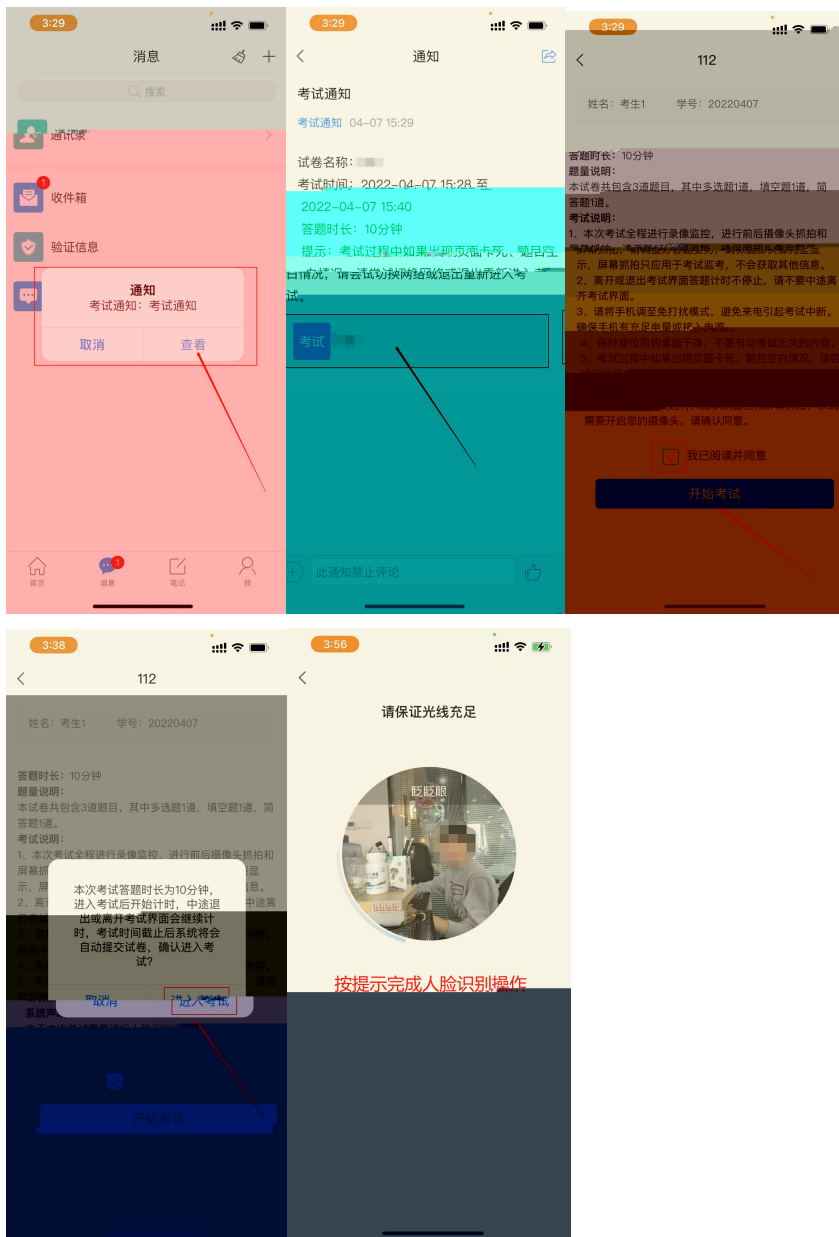 3:29
消息
搜索
通讯录
收件箱
1
验证信息
通知
考试通知：考试通知
取消
查看
首页
消息
1
笔记
我
3:29
通知
考试通知
考试通知 04-07 15:29
试卷名称：
考试时间：2022-04-07 15:28 至
2022-04-07 15:40
答题时长：10分钟
提示：考试过程中如果出现页面卡死、题目空
白情况，请尝试切换网络或退出重新进入考
试。
考试
此通知禁止评论
3:29
112
姓名：考生1 学号：20220407
答题时长：10分钟
题量说明：
本试卷共包含3道题目，其中多选题1道，填空题1道，简
答题1道。
考试说明：
1、本次考试全程进行录像监控，进行前后摄像头抓拍和
示，屏幕抓拍只应用于考试监考，不会获取其他信息。
2、离开或退出考试界面答题计时不停止，请不要中途离
开考试界面。
3、请将手机调至免打扰模式，避免来电引起考试中断。
确保手机有充足电量或接入电源。
4、保持座位前的桌面干净，不要有与考试无关的内容。
5、考试过程中如果出现页面卡死、题目空白情况，请尝
需要开启您的摄像头，请确认同意。
我已阅读并同意
开始考试
3:38
112
姓名：考生1 学号：20220407
答题时长：10分钟
题量说明：
本试卷共包含3道题目，其中多选题1道，填空题1道，简
答题1道。
考试说明：
1、本次考试全程进行录像监控，进行前后摄像头抓拍和
屏幕抓
示，屏
2、离
中途离
本次考试答题时长为10分钟，
进入考试后开始计时，中途退
出或离开考试界面会继续计
时，考试时间截止后系统将会
自动提交试卷，确认进入考
试?
取消
进入考试
系统声
开始考试
3:56
请保证光线充足
眨眨眼
按提示完成人脸识别操作